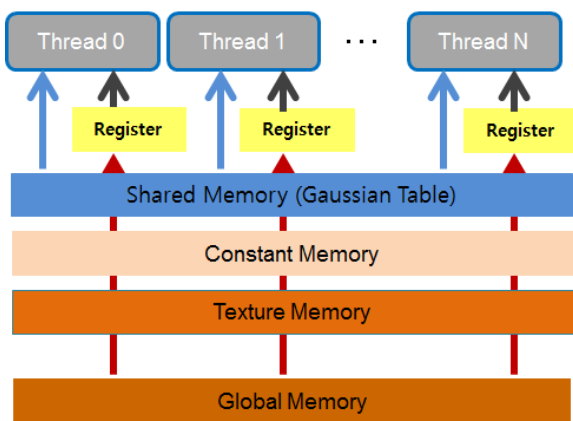 Thread 0
Thread 1
...
Thread N
Register
Register
Register
Shared Memory (Gaussian Table)
Constant Memory
Texture Memory
Global Memory